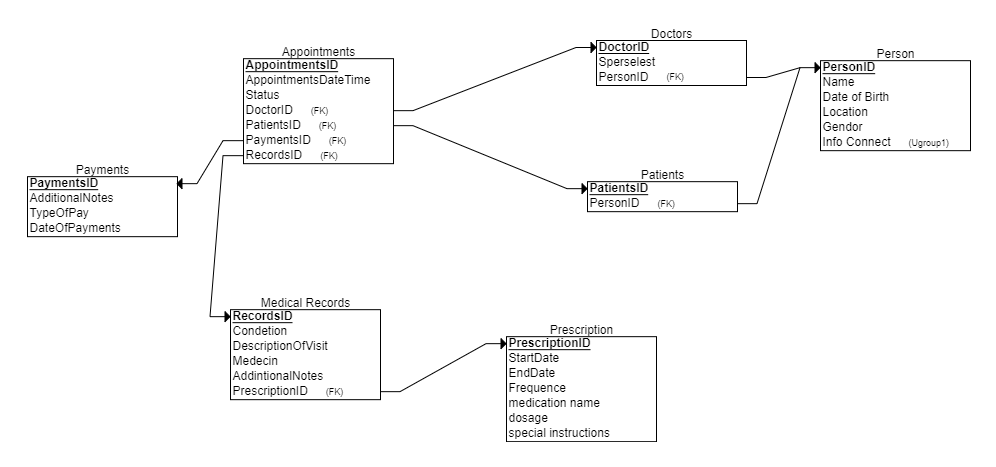 Appointments
AppointmentsID
AppointmentsDateTime
Status
DoctorID (FK)
PatientsID (FK)
PaymentsID (FK)
RecordsID (FK)
Doctors
DoctorID
Sperselest
PersonID (FK)
Person
PersonID
Name
Date of Birth
Location
Gendor
Info Connect (Ugroup1)
Payments
PaymentsID
AdditionalNotes
TypeOfPay
DateOfPayments
Patients
PatientsID
PersonID (FK)
Medical Records
RecordsID
Condetion
DescriptionOfVisit
Medecin
AddintionalNotes
PrescriptionID (FK)
Prescription
PrescriptionID
StartDate
EndDate
Frequence
medication name
dosage
special instructions